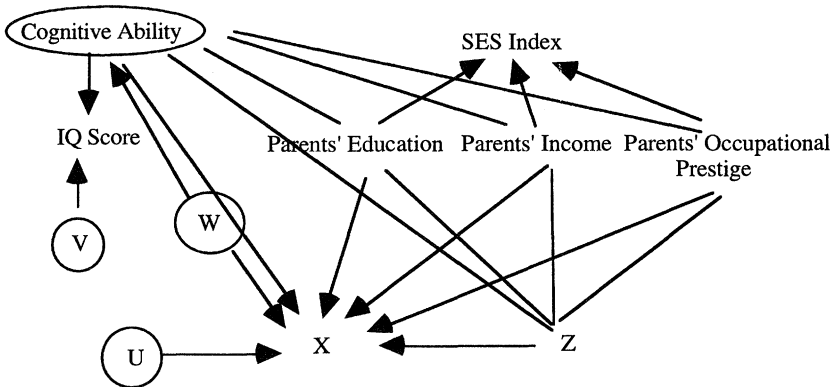 Cognitive Ability
SES Index
IQ Score
Parents' Education
Parents' Income
Parents' Occupational
Prestige
W
V
U
X
Z